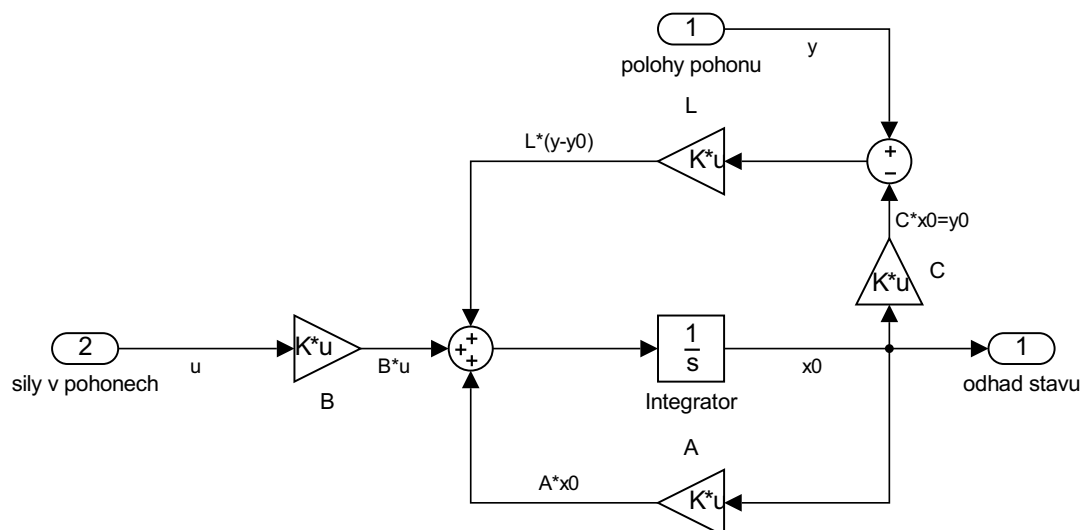 1
polohy pohonu
y
L
L*(y-y0)
K*u
+
−
C*x0=y0
K*u
C
2
sily v pohonech
u
K*u
B*u
B
+
+
+
1
s
Integrator
x0
1
odhad stavu
A
A*x0
K*u